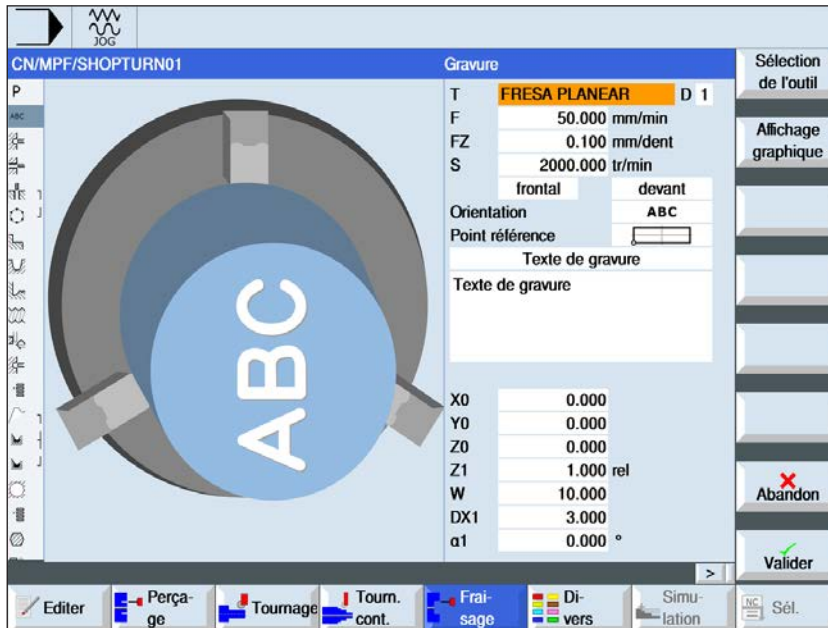 JOG
CN/MPF/SHOPTURN01
Gravure
P
ABC
T FRESA PLANEAR D 1
F 50.000 mm/min
FZ 0.100 mm/dent
S 2000.000 tr/min
frontal devant
Orientation ABC
Point référence
Texte de gravure
Texte de gravure
X0 0.000
Y0 0.000
Z0 0.000
Z1 1.000 rel
W 10.000
DX1 3.000
α1 0.000 °
ABC
Sélection
de l'outil
Affichage
graphique
Abandon
Valider
>
Editer
Perça-
ge
Tournage
Tourn.
cont.
Frai-
sage
Di-
vers
Simu-
lation
NC
Sél.